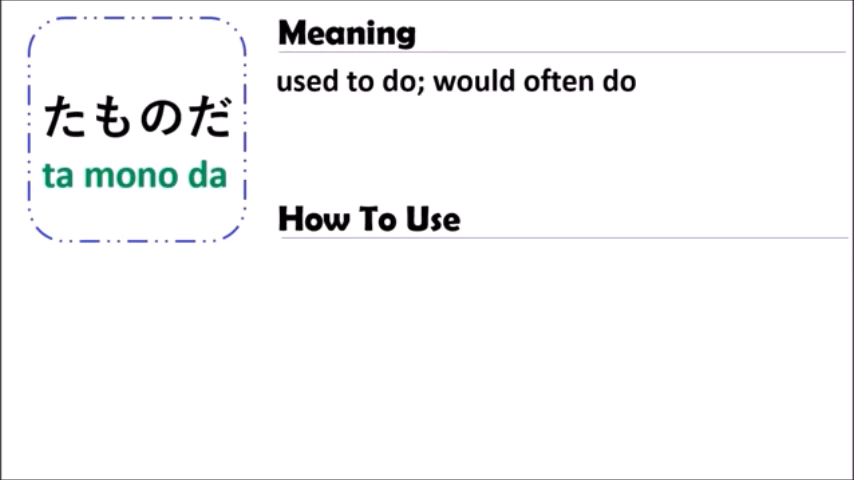 たものだ
ta mono da
Meaning
used to do; would often do
How To Use